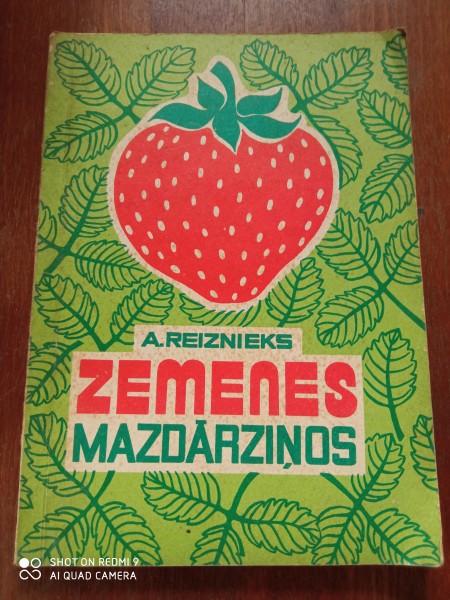 A.REIZNIEKS
ZEMENES
MAZDĀRZIŅOS
SHOT ON REDMI 9
AI QUAD CAMERA